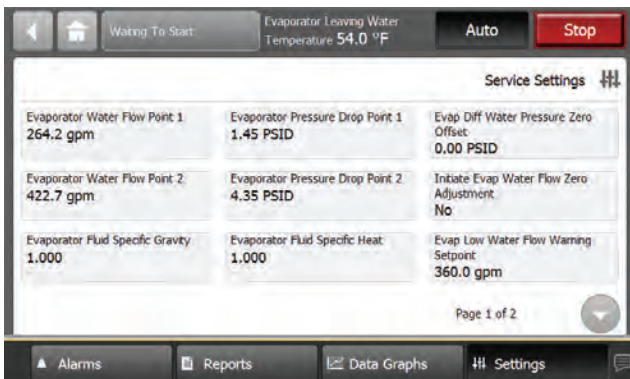 Waiting To Start
Evaporator Leaving Water
Temperature 54.0 °F
Auto
Stop
Service Settings
Evaporator Water Flow Point 1
264.2 gpm
Evaporator Pressure Drop Point 1
1.45 PSID
Evap Diff Water Pressure Zero
Offset
0.00 PSID
Evaporator Water Flow Point 2
422.7 gpm
Evaporator Pressure Drop Point 2
4.35 PSID
Initiate Evap Water Flow Zero
Adjustment
No
Evaporator Fluid Specific Gravity
1.000
Evaporator Fluid Specific Heat
1.000
Evap Low Water Flow Warning
Setpoint
360.0 gpm
Page 1 of 2
Alarms
Reports
Data Graphs
Settings